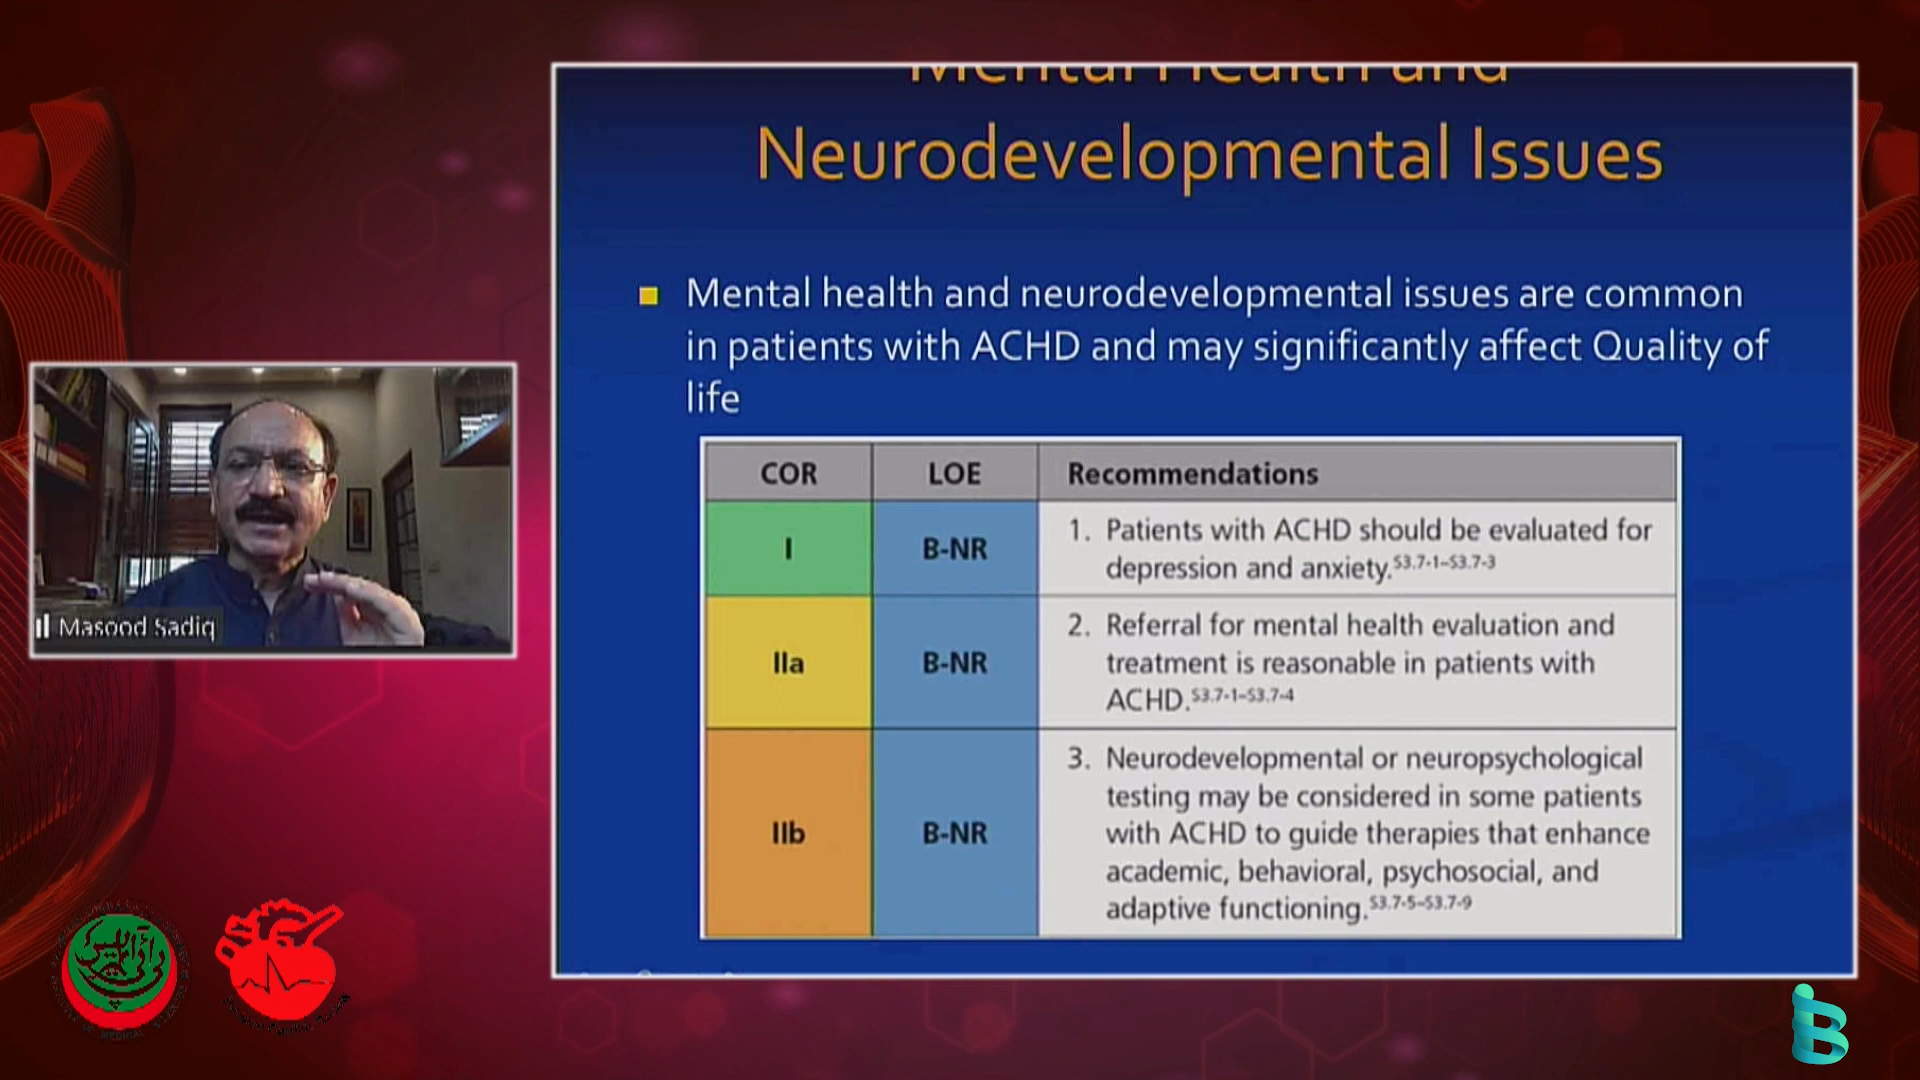 Mental Health and
Neurodevelopmental Issues
Mental health and neurodevelopmental issues are common
in patients with ACHD and may significantly affect Quality of
life
COR LOE Recommendations
I B-NR 1. Patients with ACHD should be evaluated for
depression and anxiety.S3.7-1–S3.7-3
IIa B-NR 2. Referral for mental health evaluation and
treatment is reasonable in patients with
ACHD.S3.7-1–S3.7-4
IIb B-NR 3. Neurodevelopmental or neuropsychological
testing may be considered in some patients
with ACHD to guide therapies that enhance
academic, behavioral, psychosocial, and
adaptive functioning.S3.7-5–S3.7-9
Masood Sadiq